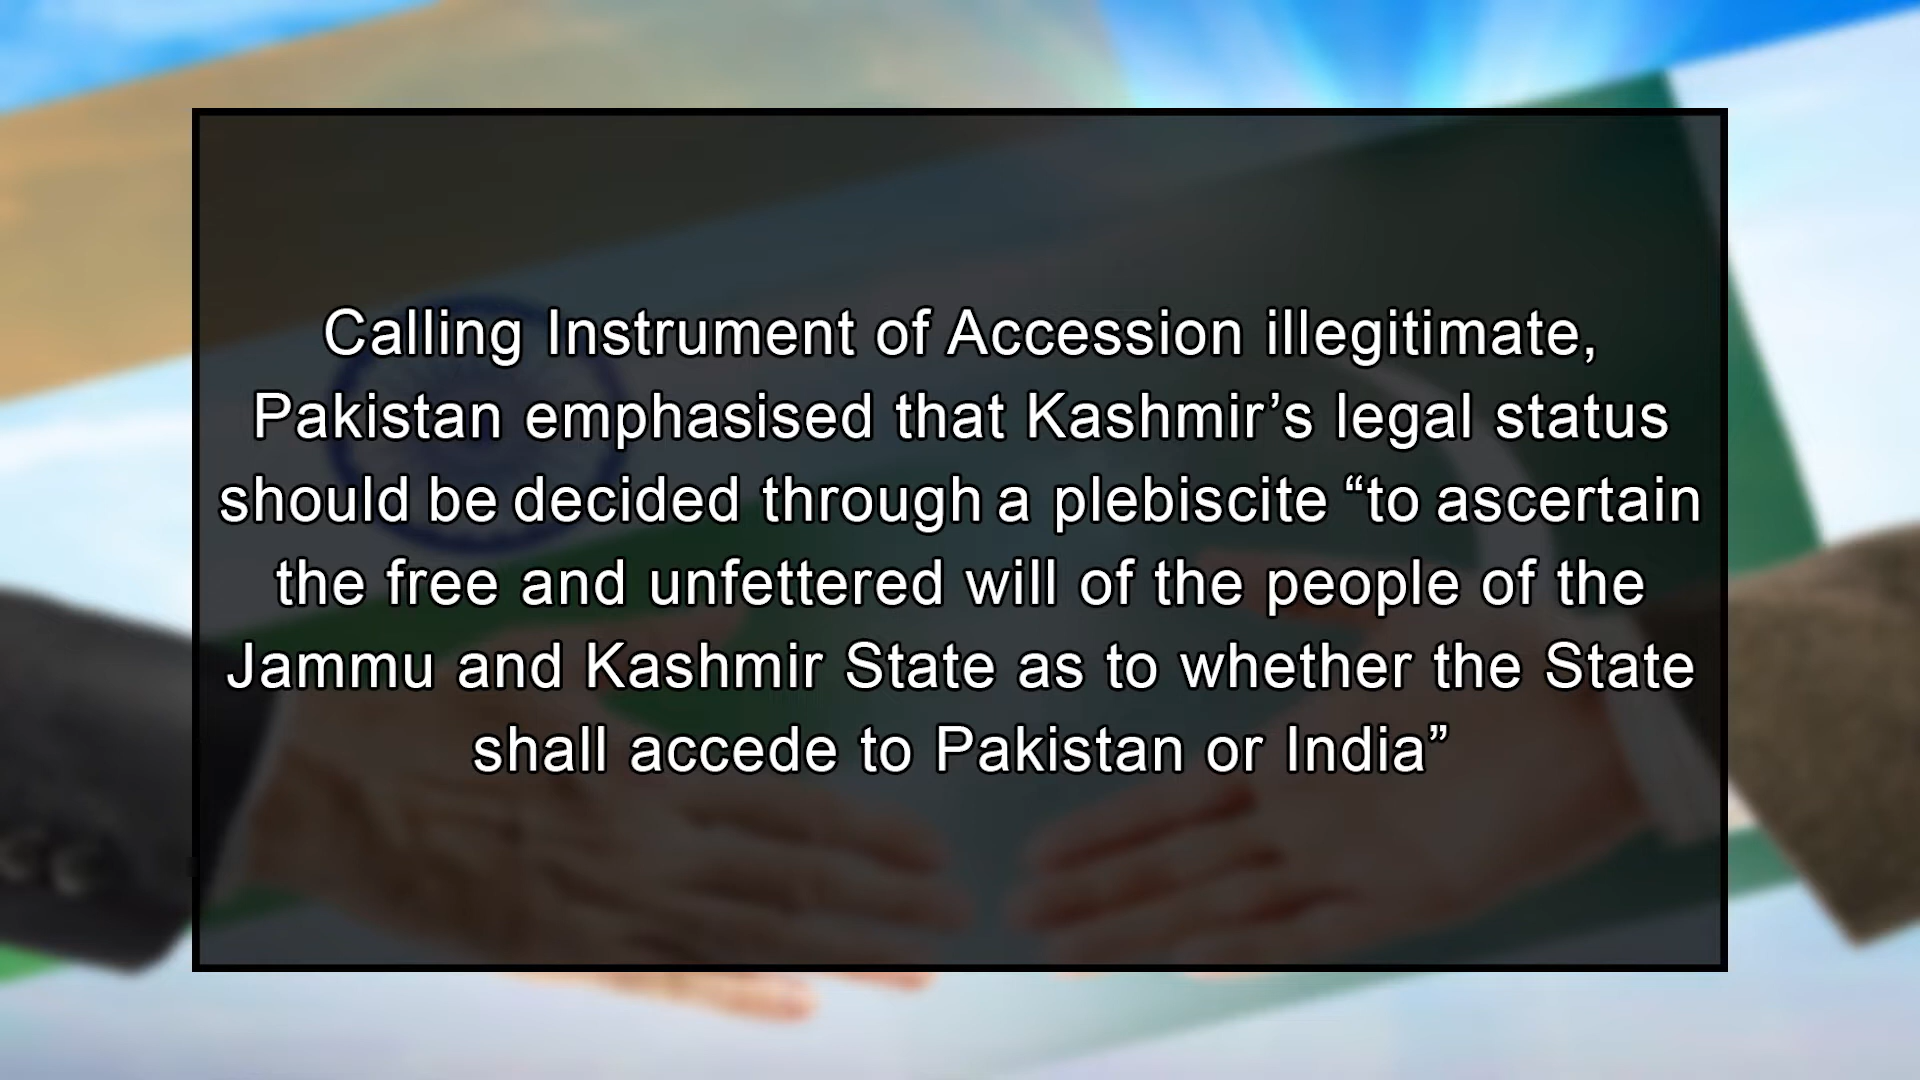 Calling Instrument of Accession illegitimate,
Pakistan emphasised that Kashmir’s legal status
should be decided through a plebiscite “to ascertain
the free and unfettered will of the people of the
Jammu and Kashmir State as to whether the State
shall accede to Pakistan or India”